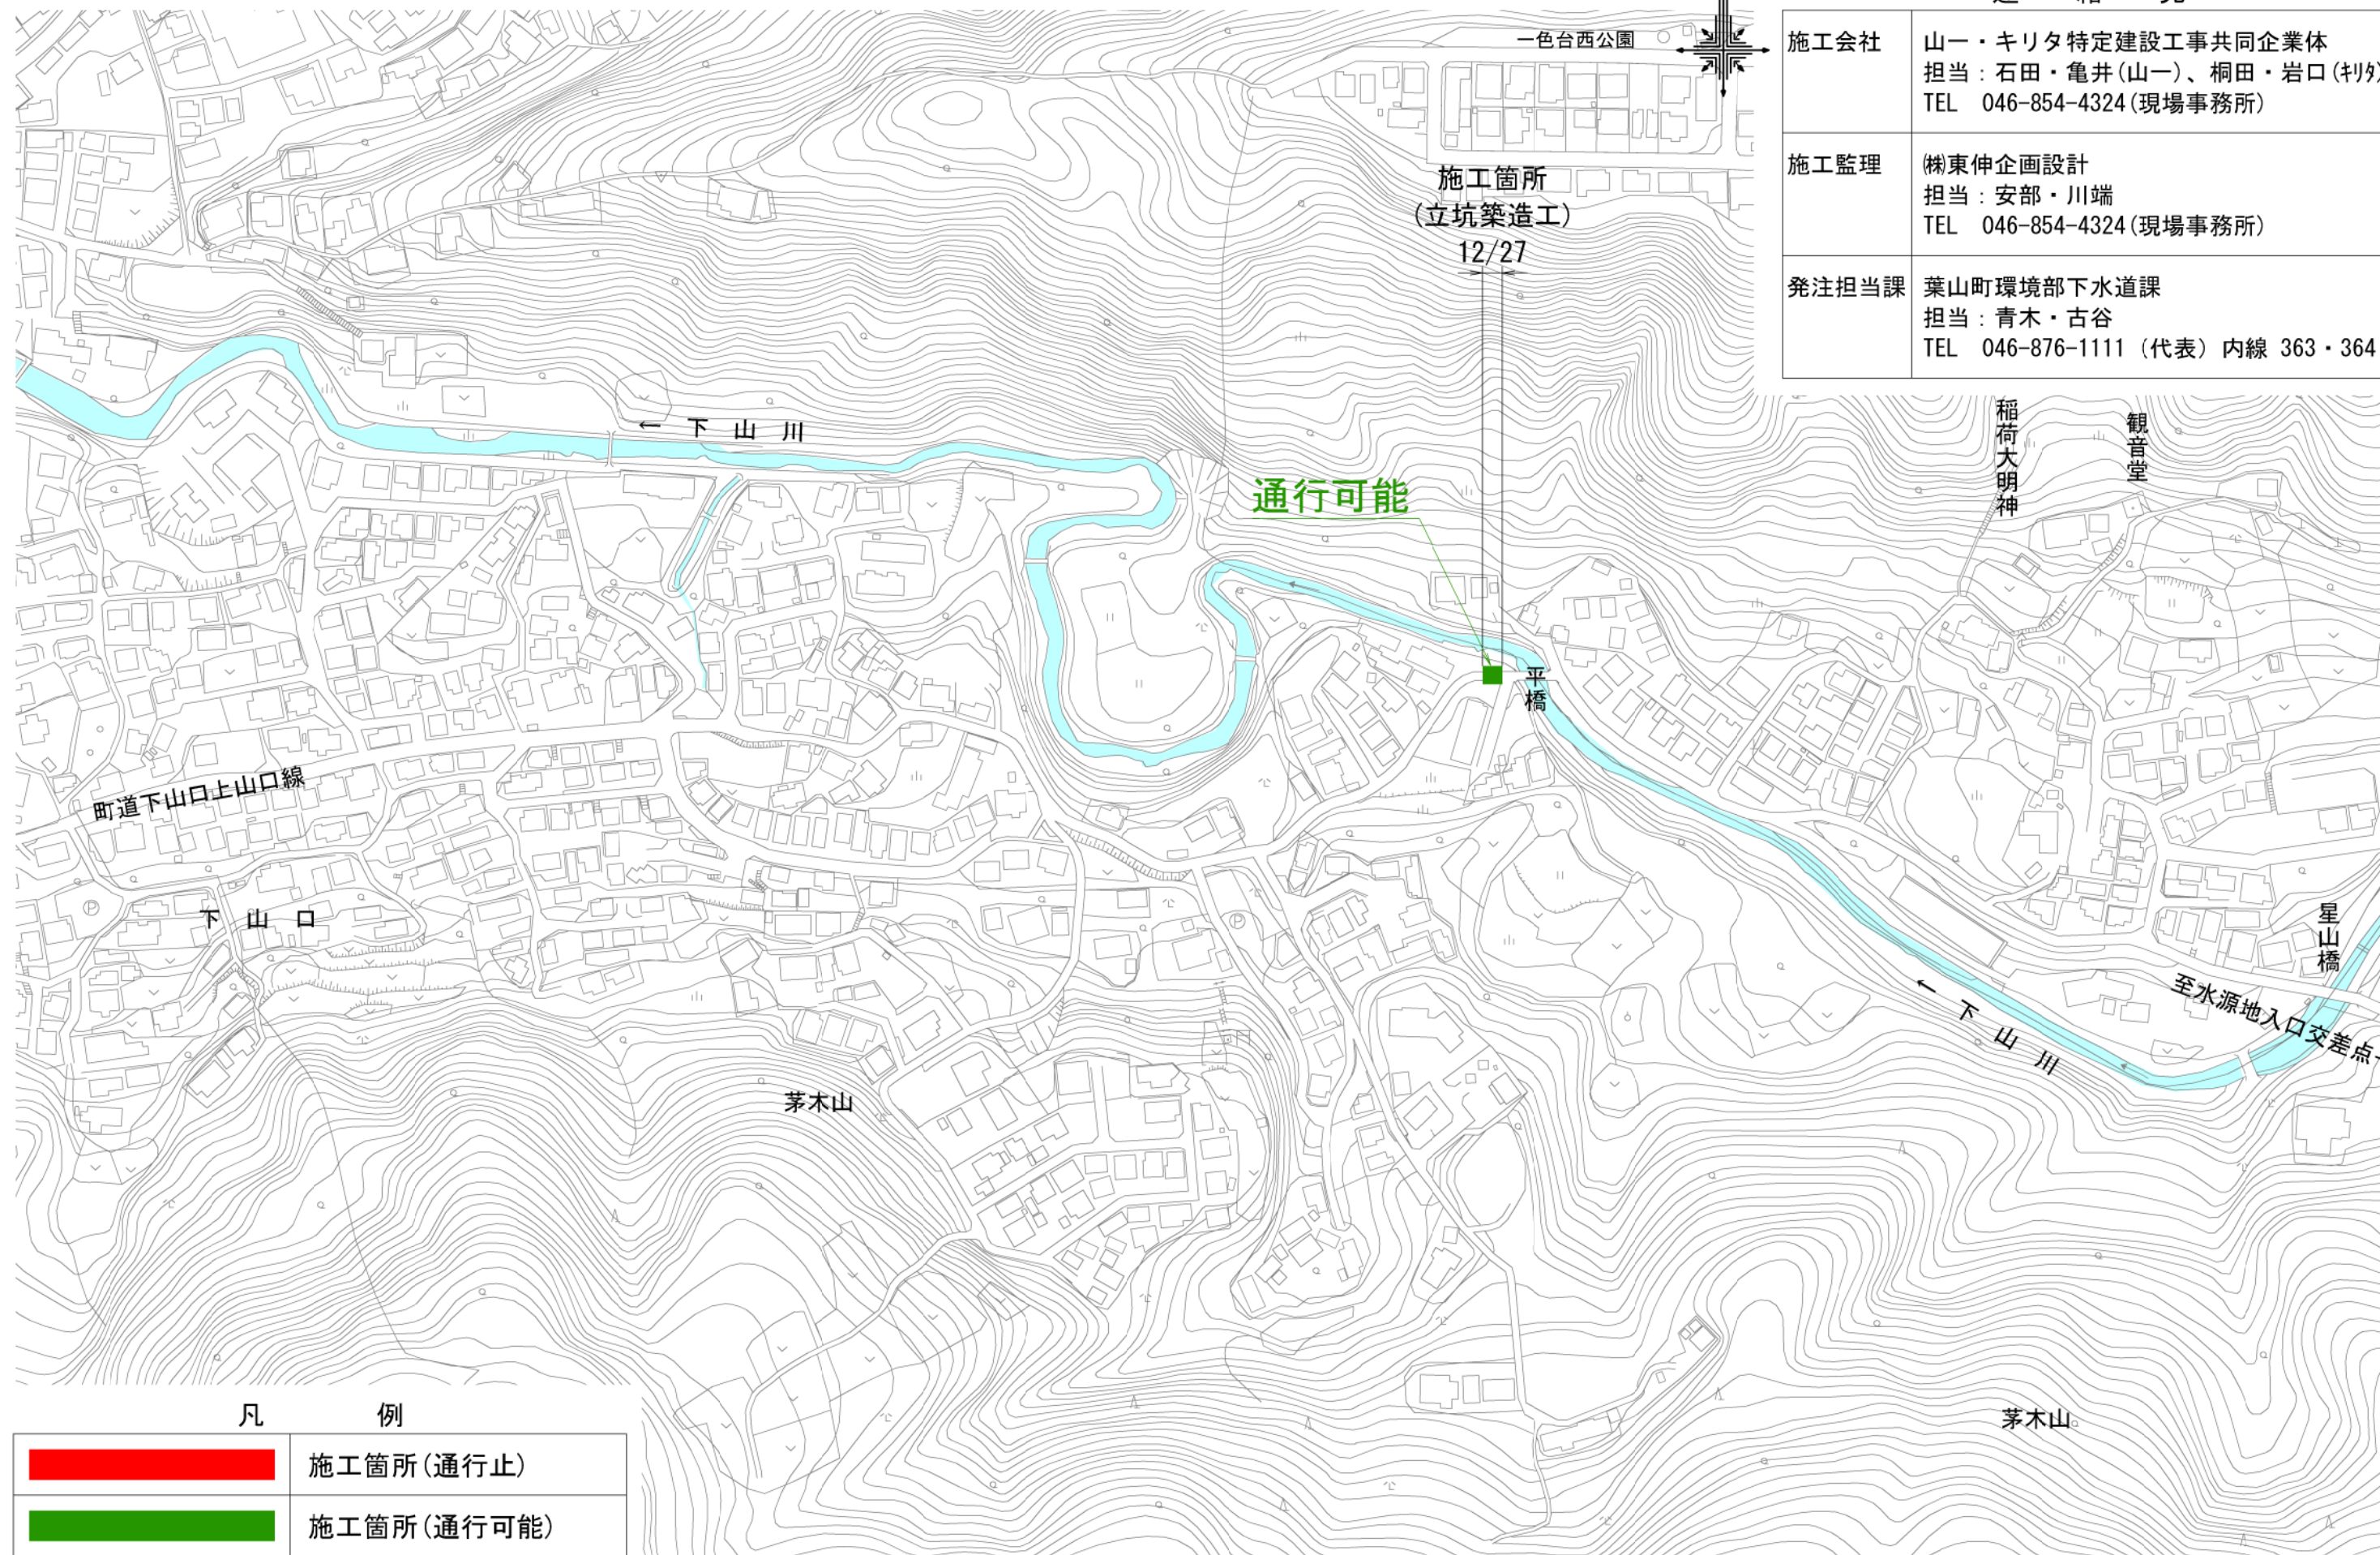 一色台西公園
施工会社
山一・キリタ特定建設工事共同企業体
担当：石田・亀井(山一)、桐田・岩口(ｷﾘﾀ)
TEL 046-854-4324(現場事務所)
施工監理
㈱東伸企画設計
担当：安部・川端
TEL 046-854-4324(現場事務所)
発注担当課
葉山町環境部下水道課
担当：青木・古谷
TEL 046-876-1111 (代表) 内線 363・364
施工箇所
(立坑築造工)
12/27
← 下山川
通行可能
稲荷大明神
観音堂
平橋
町道下山口上山口線
下山口
星山橋
至水源地入口交差点
← 下山川
茅木山
茅木山
凡例
施工箇所(通行止)
施工箇所(通行可能)